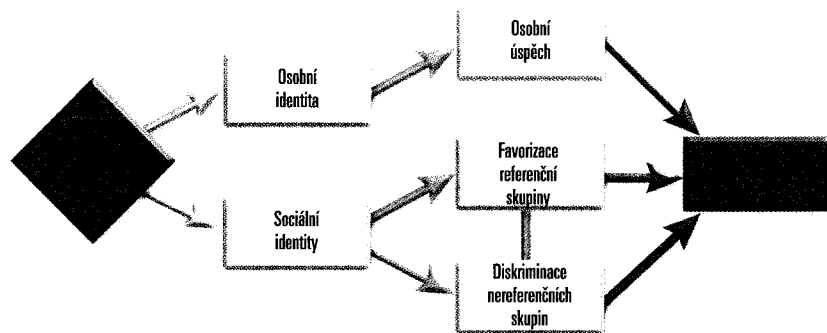 Osobní
identita
Osobní
úspěch
Sociální
identity
Favorizace
referenční
skupiny
Diskriminace
nereferenčních
skupin